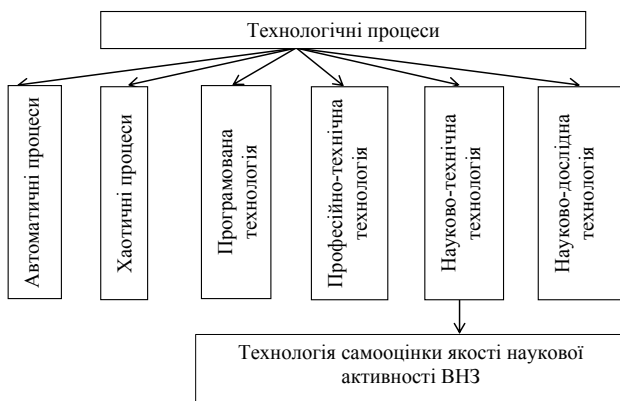 Технологічні процеси
Автоматичні процеси
Хаотичні процеси
Програмована
технологія
Професійно-технічна
технологія
Науково-технічна
технологія
Науково-дослідна
технологія
Технологія самооцінки якості наукової
активності ВНЗ